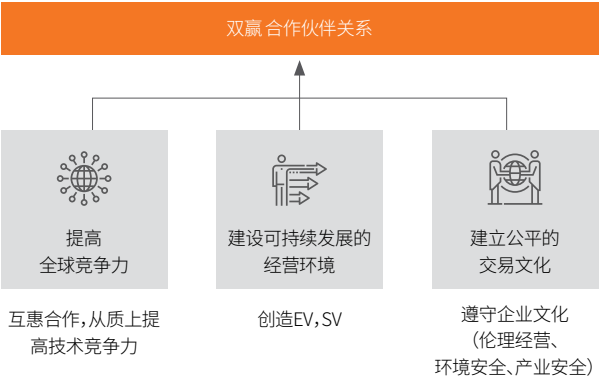 双赢 合作伙伴关系
提高
全球竞争力
建设可持续发展的
经营环境
建立公平的
交易文化
互惠合作，从质上提
高技术竞争力
创造EV，SV
遵守企业文化
（伦理经营、
环境安全、产业安全）